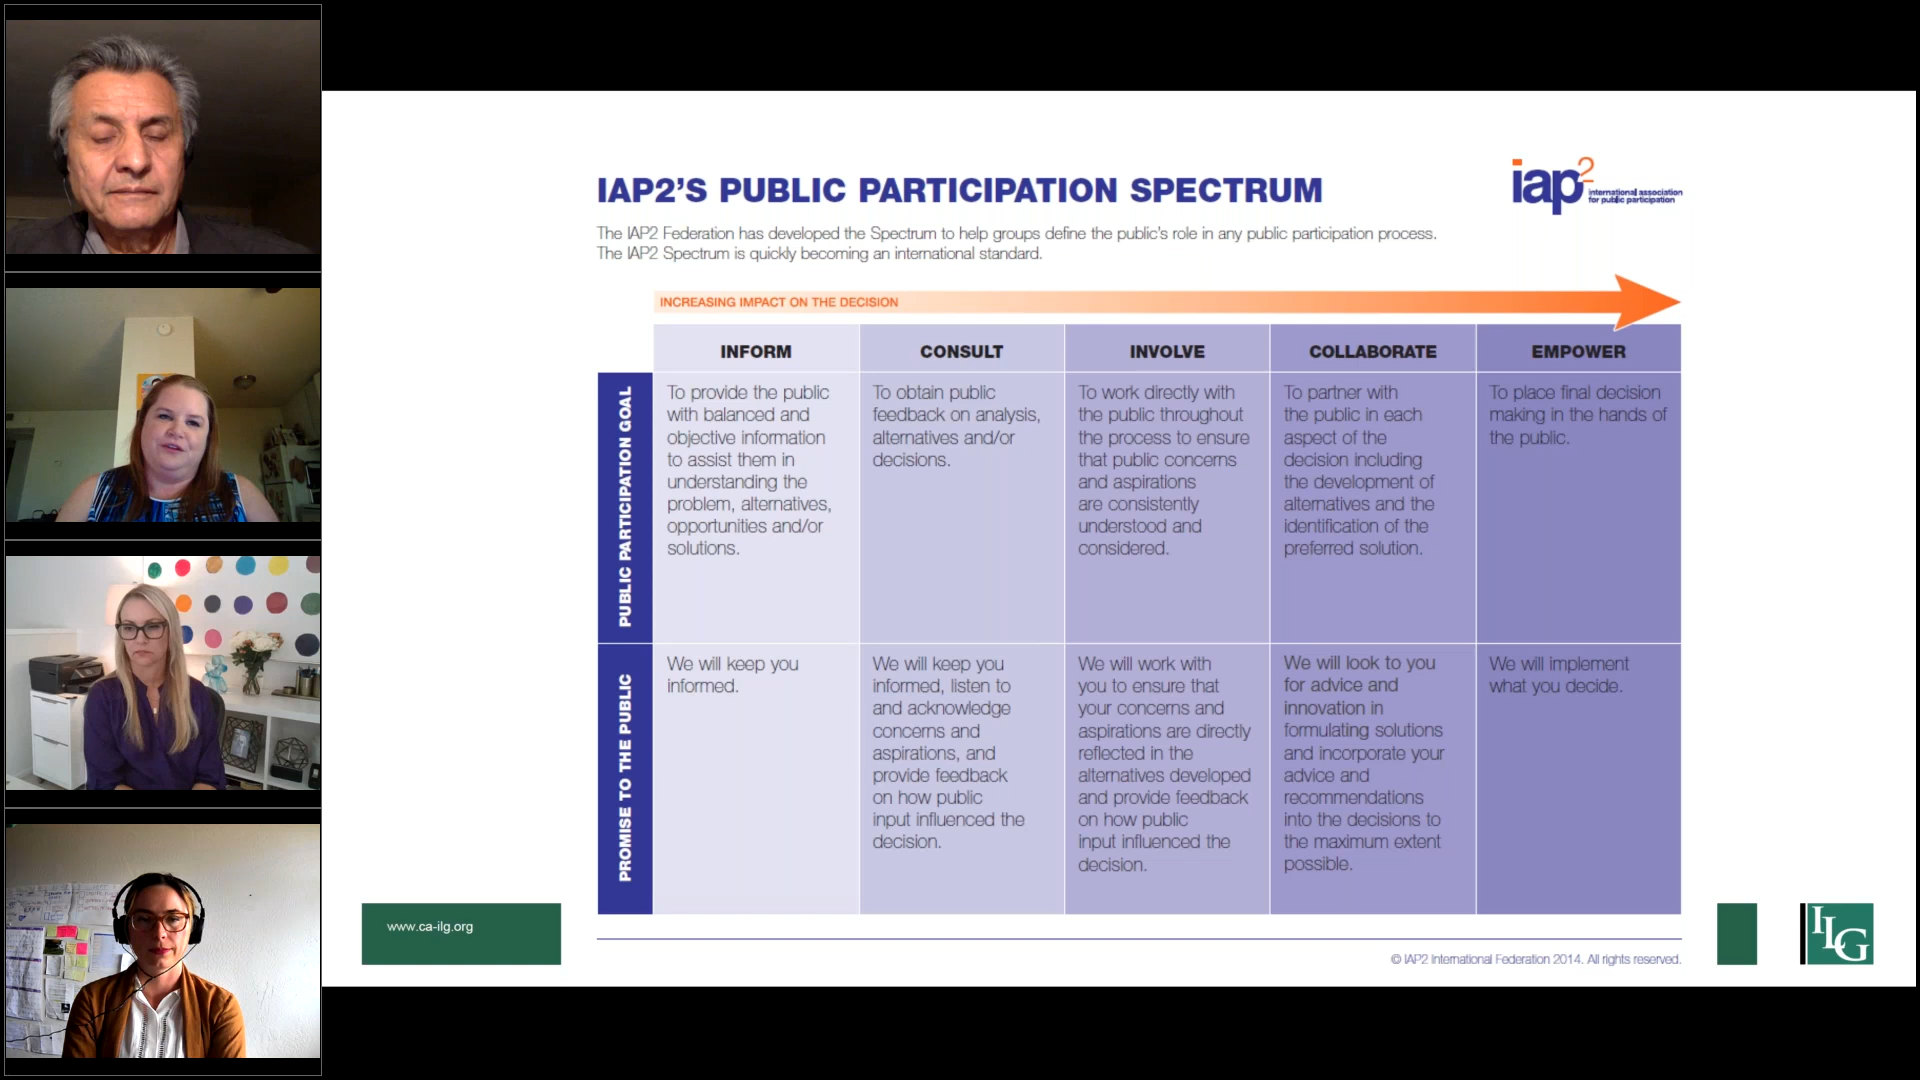 IAP2'S PUBLIC PARTICIPATION SPECTRUM
iap2
international association
for public participation
The IAP2 Federation has developed the Spectrum to help groups define the public's role in any public participation process.
The IAP2 Spectrum is quickly becoming an international standard.
INCREASING IMPACT ON THE DECISION
INFORM
CONSULT
INVOLVE
COLLABORATE
EMPOWER
PUBLIC PARTICIPATION GOAL
To provide the public
with balanced and
objective information
to assist them in
understanding the
problem, alternatives,
opportunities and/or
solutions.
To obtain public
feedback on analysis,
alternatives and/or
decisions.
To work directly with
the public throughout
the process to ensure
that public concerns
and aspirations
are consistently
understood and
considered.
To partner with
the public in each
aspect of the
decision including
the development of
alternatives and the
identification of the
preferred solution.
To place final decision
making in the hands of
the public.
PROMISE TO THE PUBLIC
We will keep you
informed.
We will keep you
informed, listen to
and acknowledge
concerns and
aspirations, and
provide feedback
on how public
input influenced the
decision.
We will work with
you to ensure that
your concerns and
aspirations are directly
reflected in the
alternatives developed
and provide feedback
on how public
input influenced the
decision.
We will look to you
for advice and
innovation in
formulating solutions
and incorporate your
advice and
recommendations
into the decisions to
the maximum extent
possible.
We will implement
what you decide.
www.ca-ilg.org
ILG
© IAP2 International Federation 2014. All rights reserved.